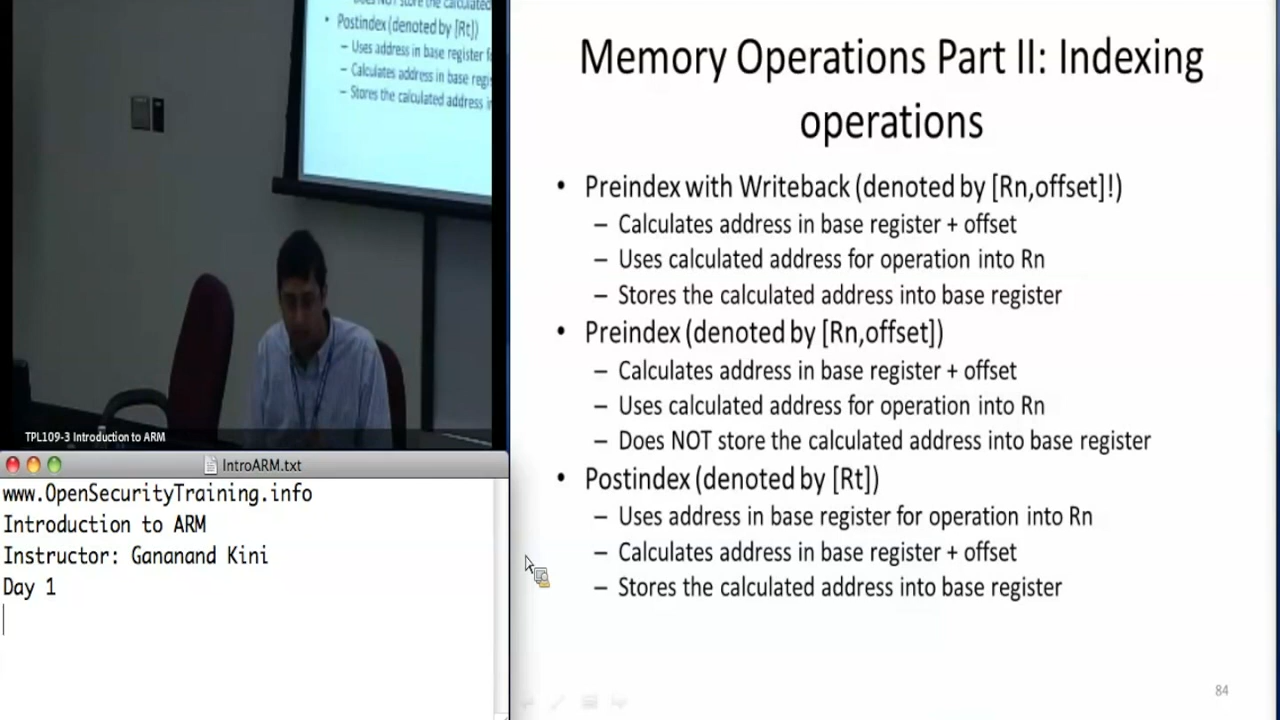 Does NOT store the calculated
• Postindex (denoted by [Rt])
– Uses address in base register f
– Calculates address in base regi
– Stores the calculated address i
TPL109-3 Introduction to ARM
IntroARM.txt
www.OpenSecurityTraining.info
Introduction to ARM
Instructor: Gananand Kini
Day 1
Memory Operations Part II: Indexing
operations
• Preindex with Writeback (denoted by [Rn,offset]!)
– Calculates address in base register + offset
– Uses calculated address for operation into Rn
– Stores the calculated address into base register
• Preindex (denoted by [Rn,offset])
– Calculates address in base register + offset
– Uses calculated address for operation into Rn
– Does NOT store the calculated address into base register
• Postindex (denoted by [Rt])
– Uses address in base register for operation into Rn
– Calculates address in base register + offset
– Stores the calculated address into base register
84